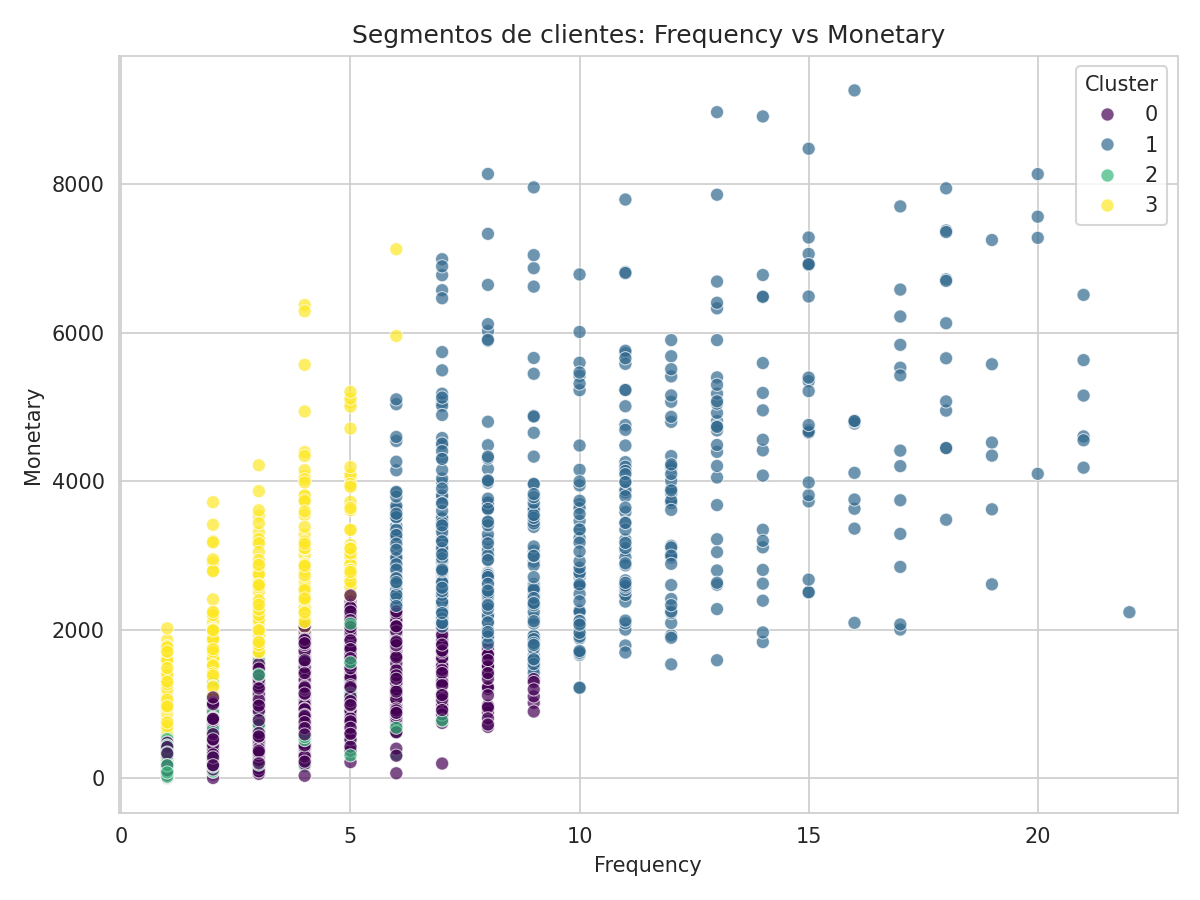 Segmentos de clientes: Frequency vs Monetary
Cluster
0
1
2
3
Monetary
8000
6000
4000
2000
0
0 5 10 15 20
Frequency